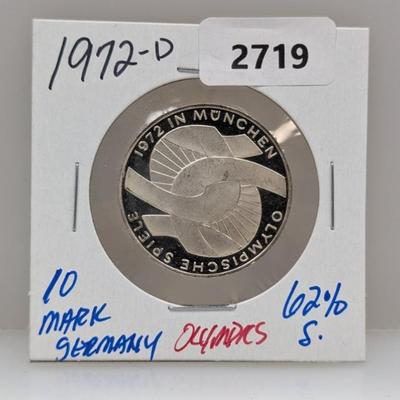 1972-D
2719
1972 IN MÜNCHEN
OLYMPISCHE SPIELE
10
MARK
GERMANY
OLYMPICS
62%
S.